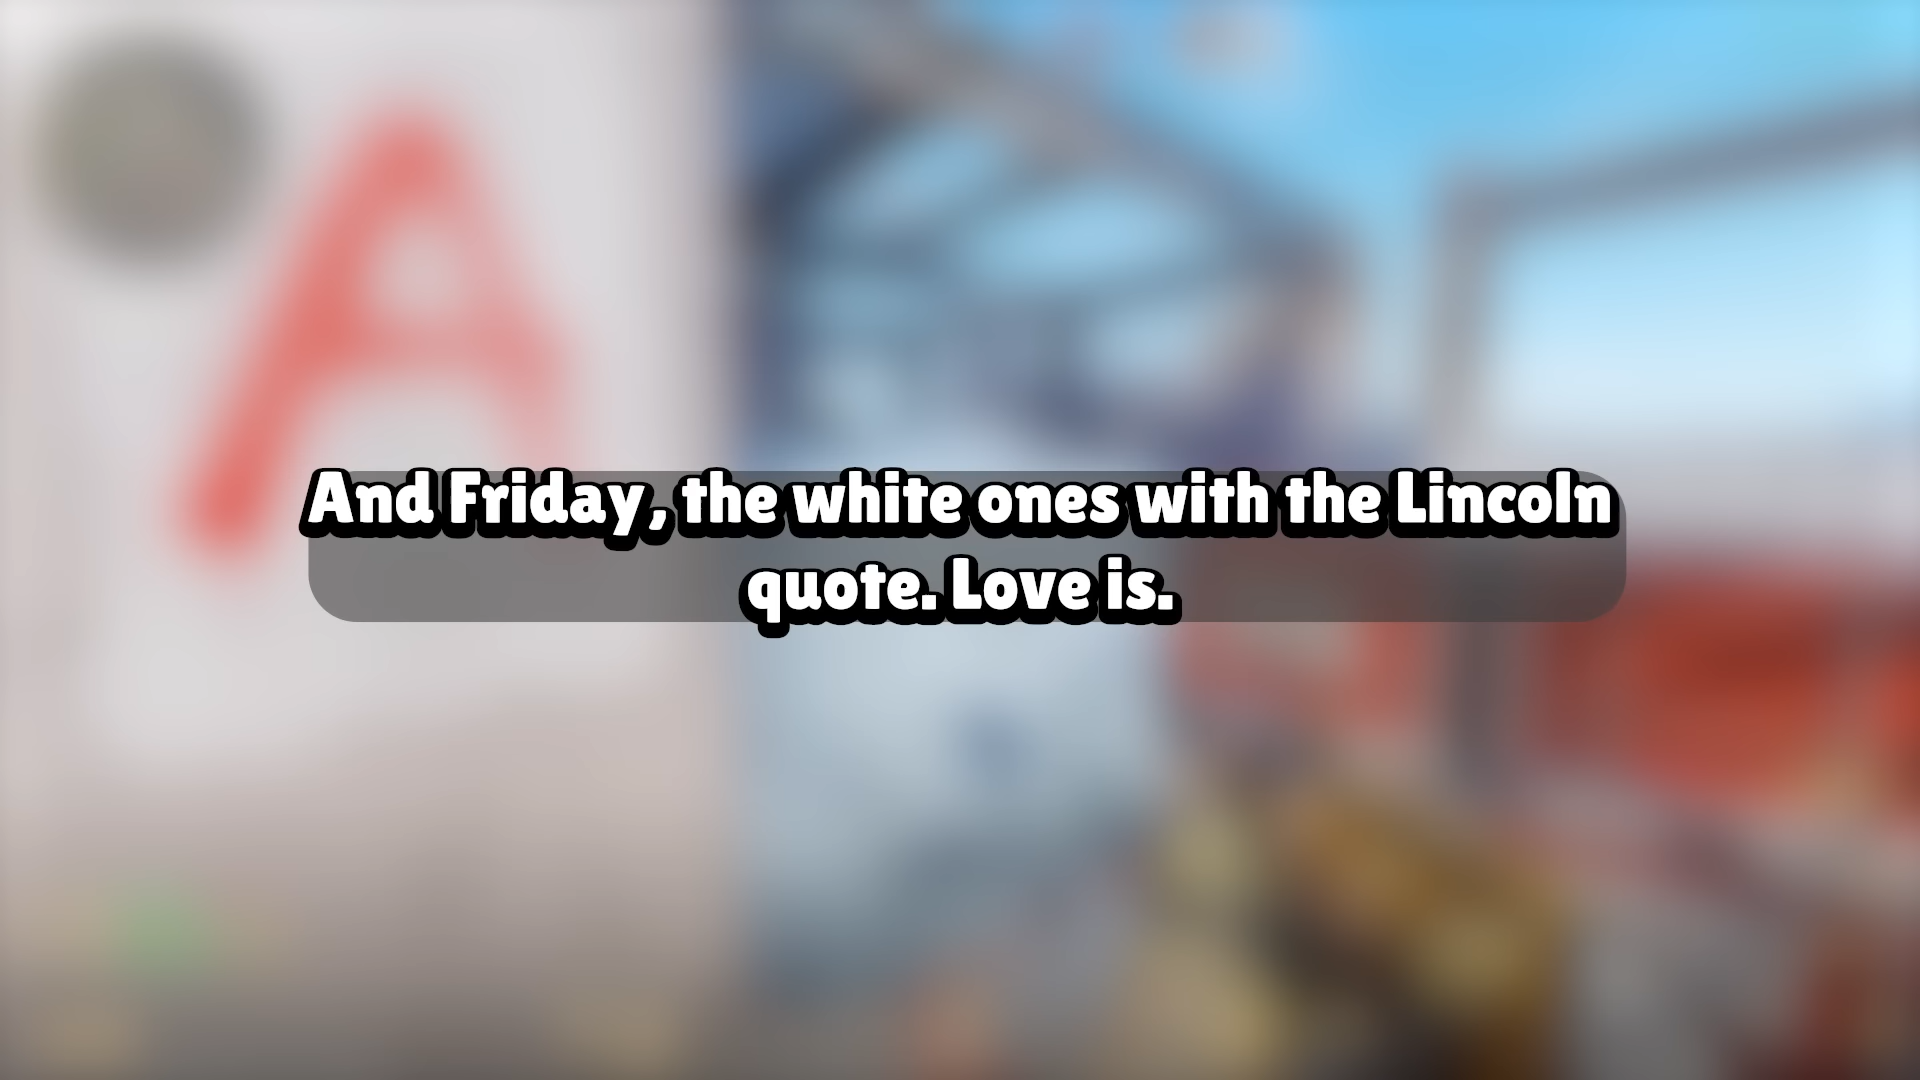 And Friday, the white ones with the Lincoln
quote. Love is.